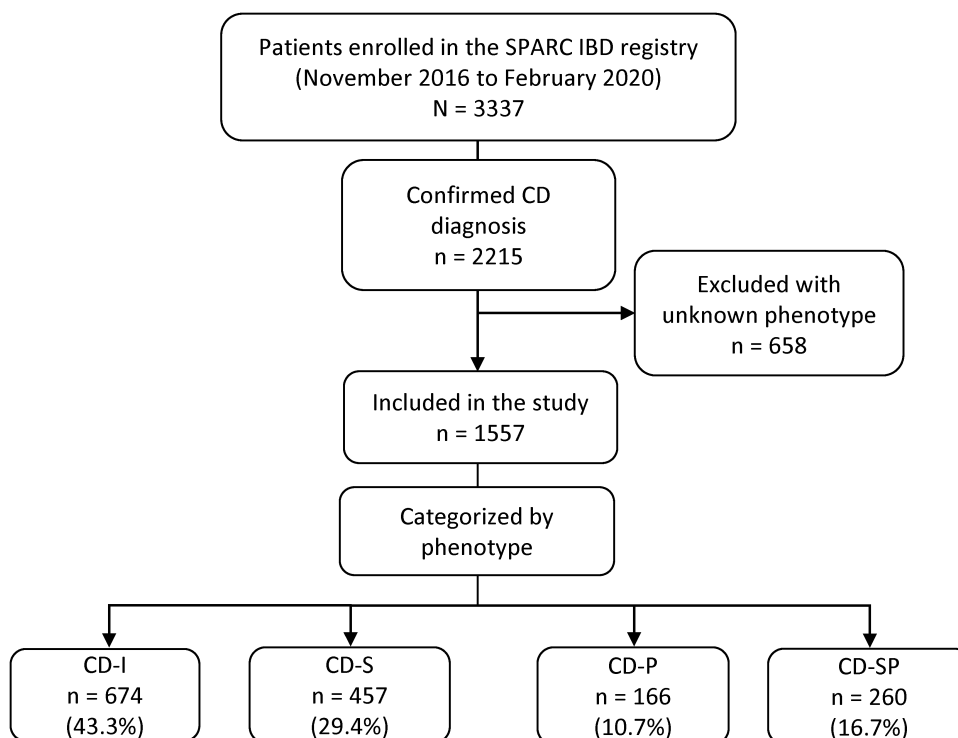 Patients enrolled in the SPARC IBD registry
(November 2016 to February 2020)
N = 3337
Confirmed CD
diagnosis
n = 2215
Excluded with
unknown phenotype
n = 658
Included in the study
n = 1557
Categorized by
phenotype
CD-I
n = 674
(43.3%)
CD-S
n = 457
(29.4%)
CD-P
n = 166
(10.7%)
CD-SP
n = 260
(16.7%)